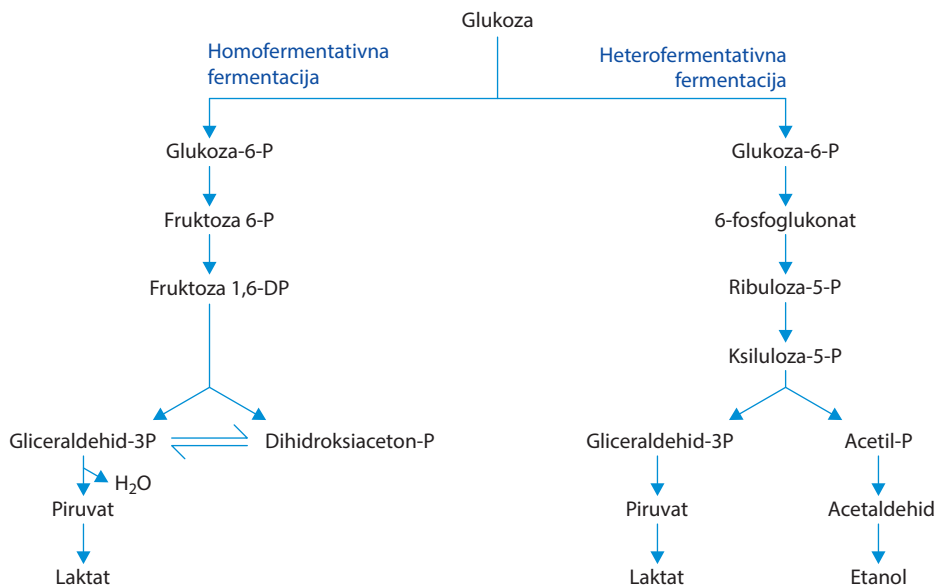 Glukoza
Homofermentativna
fermentacija
Heterofermentativna
fermentacija
Glukoza-6-P
Fruktoza 6-P
Fruktoza 1,6-DP
Gliceraldehid-3P
Dihidroksiaceton-P
H₂O
Piruvat
Laktat
Glukoza-6-P
6-fosfoglukonat
Ribuloza-5-P
Ksiluloza-5-P
Gliceraldehid-3P
Acetil-P
Piruvat
Acetaldehid
Laktat
Etanol